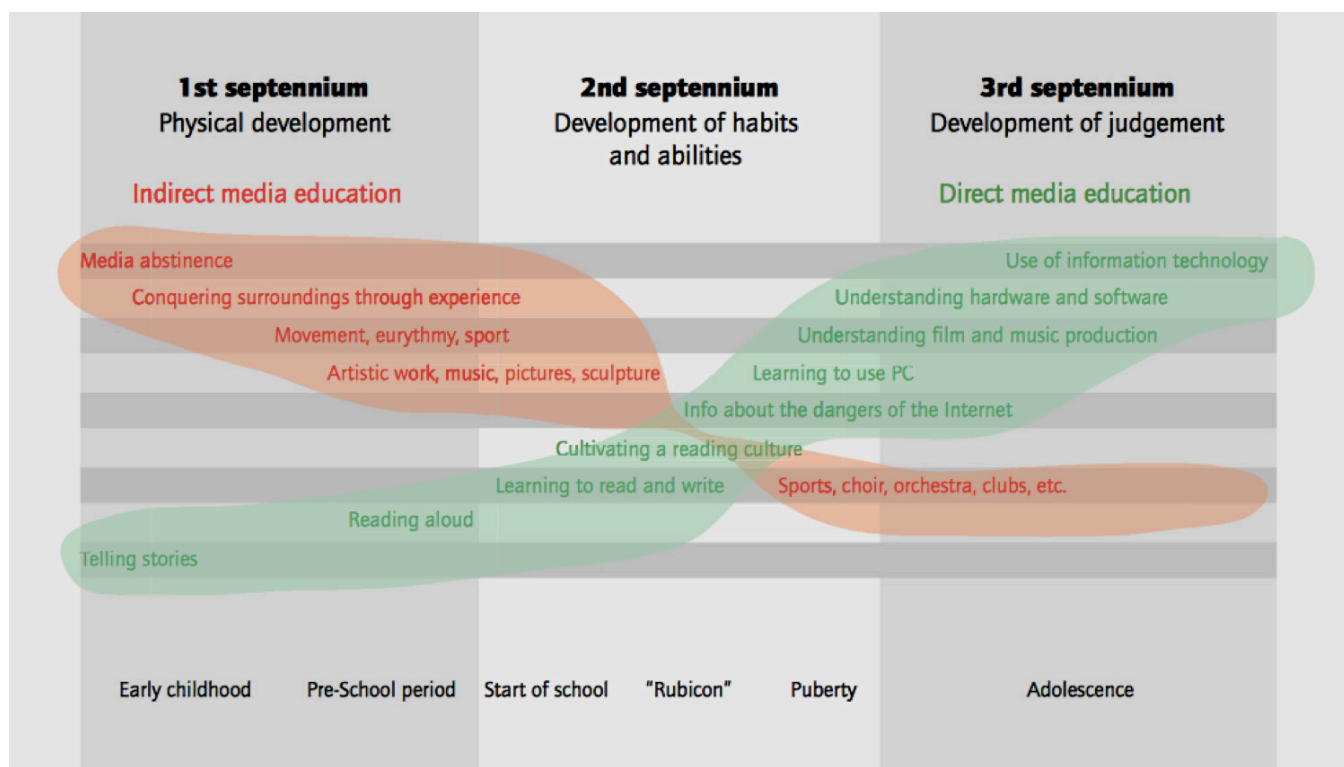 1st septennium
Physical development
2nd septennium
Development of habits
and abilities
3rd septennium
Development of judgement
Indirect media education
Direct media education
Media abstinence
Use of information technology
Conquering surroundings through experience
Understanding hardware and software
Movement, eurythmy, sport
Understanding film and music production
Artistic work, music, pictures, sculpture
Learning to use PC
Info about the dangers of the Internet
Cultivating a reading culture
Learning to read and write
Sports, choir, orchestra, clubs, etc.
Reading aloud
Telling stories
Early childhood
Pre-School period
Start of school
"Rubicon"
Puberty
Adolescence